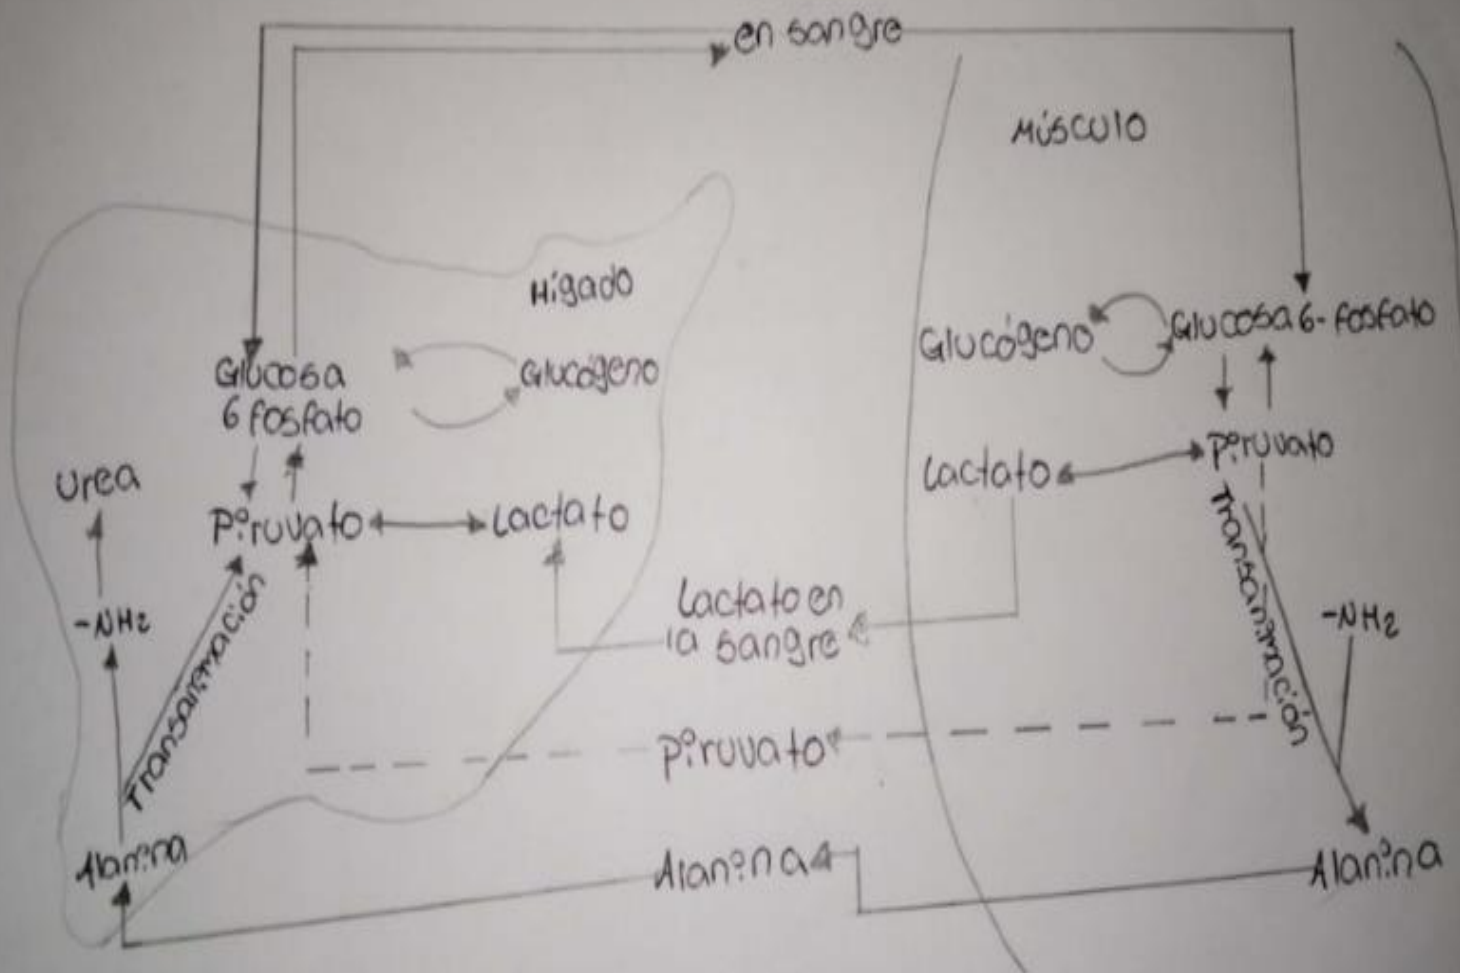 en sangre
MÚSCULO
Hígado
Glucógeno
Glucosa 6-fosfato
Glucosa
6 fosfato
Glucógeno
Piruvato
Lactato
Urea
Piruvato
Lactato
Transaminación
-NH2
Transaminación
Lactato en
la sangre
-NH2
Piruvato
Alanina
Alanina
Alanina